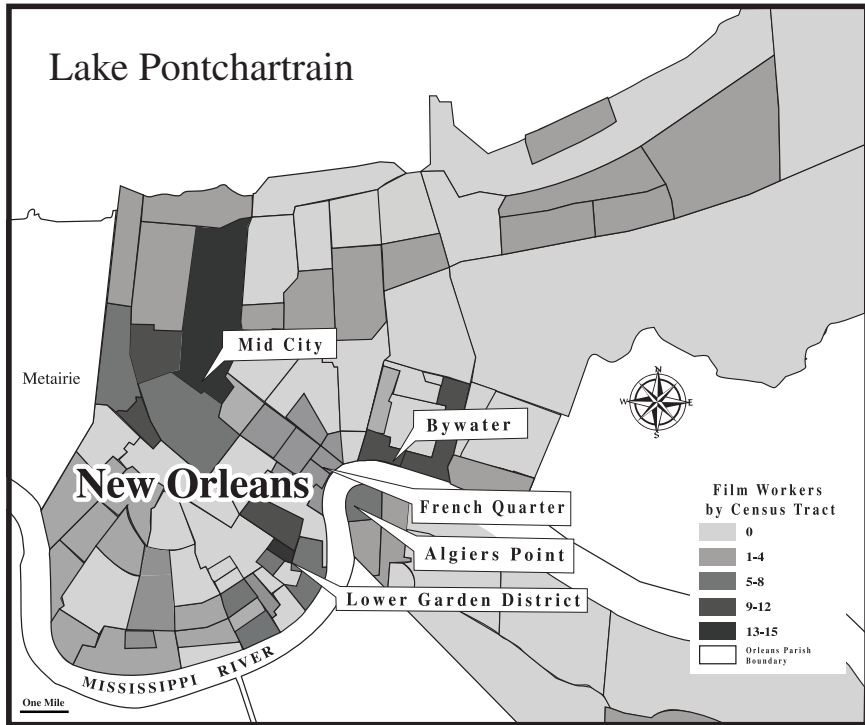 Lake Pontchartrain
Mid City
Metairie
N
W E
S
Bywater
New Orleans
French Quarter
Algiers Point
Lower Garden District
MISSISSIPPI RIVER
One Mile
Film Workers
by Census Tract
0
1-4
5-8
9-12
13-15
Orleans Parish
Boundary